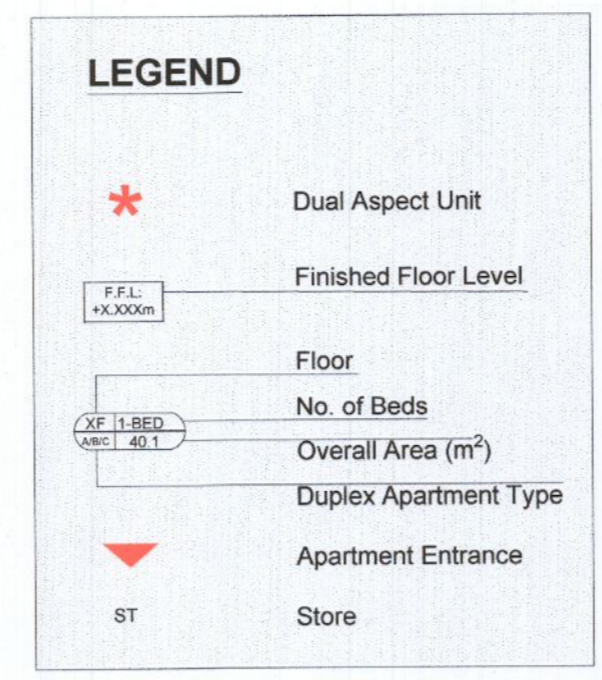 LEGEND
* Dual Aspect Unit
Finished Floor Level
F.F.L:
+X.XXXm
Floor
No. of Beds
XF 1-BED
A/B/C 40.1
Overall Area (m²)
Duplex Apartment Type
Apartment Entrance
ST Store